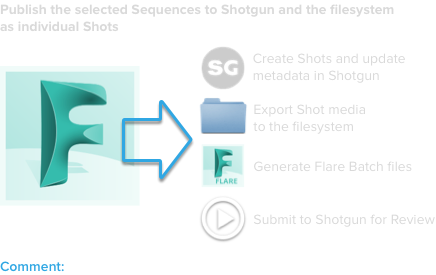 Publish the selected Sequences to Shotgun and the filesystem
as individual Shots
SG
Create Shots and update
metadata in Shotgun
Export Shot media
to the filesystem
FLARE
Generate Flare Batch files
Submit to Shotgun for Review
Comment: